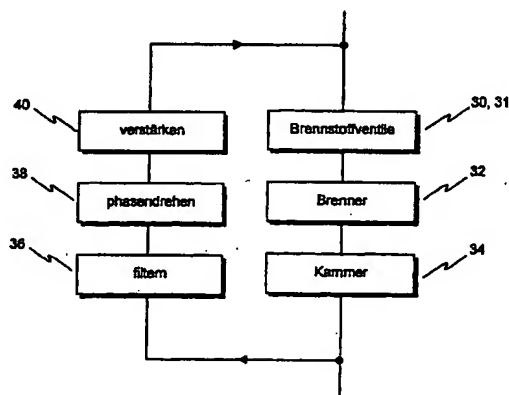 40
verstärken
Brennstoffventile
30, 31
38
phasendrehen
Brenner
32
36
filtern
Kammer
34